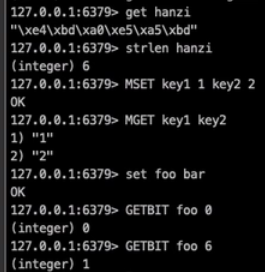 127.0.0.1:6379> get hanzi
"\xe4\xbd\xa0\xe5\xa5\xbd"
127.0.0.1:6379> strlen hanzi
(integer) 6
127.0.0.1:6379> MSET key1 1 key2 2
OK
127.0.0.1:6379> MGET key1 key2
1) "1"
2) "2"
127.0.0.1:6379> set foo bar
OK
127.0.0.1:6379> GETBIT foo 0
(integer) 0
127.0.0.1:6379> GETBIT foo 6
(integer) 1